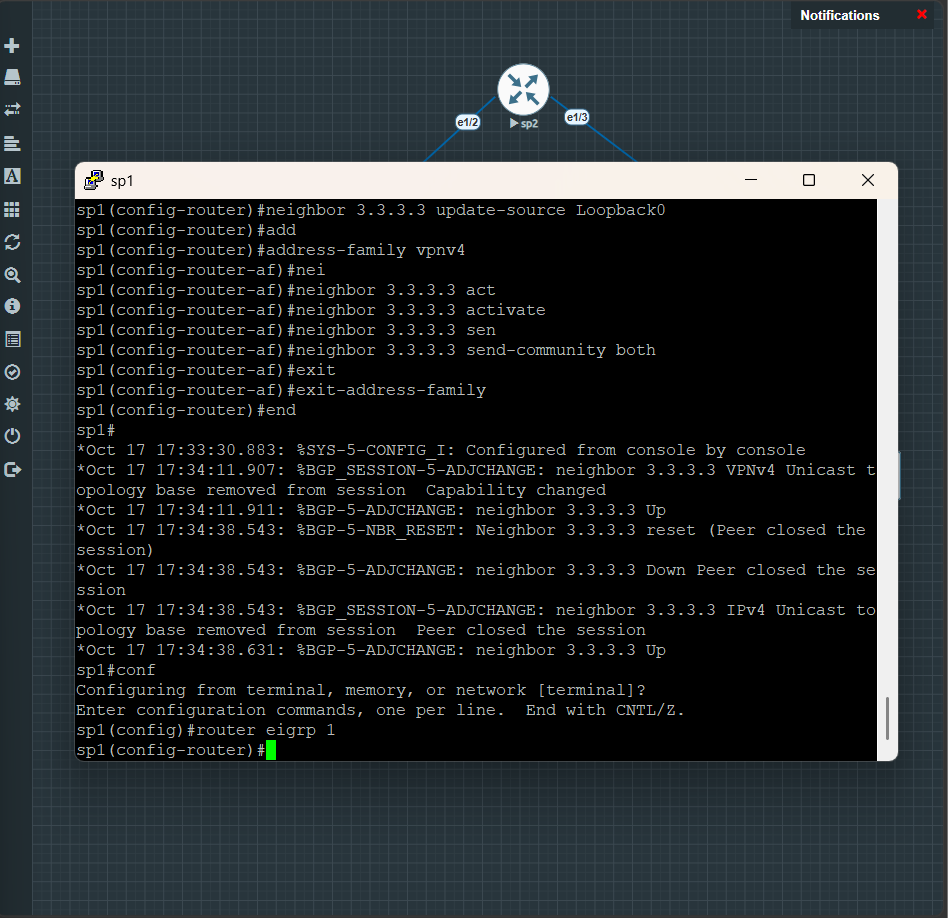 Notifications
e1/2
e1/3
sp2
sp1
sp1(config-router)#neighbor 3.3.3.3 update-source Loopback0
sp1(config-router)#add
sp1(config-router)#address-family vpnv4
sp1(config-router-af)#nei
sp1(config-router-af)#neighbor 3.3.3.3 act
sp1(config-router-af)#neighbor 3.3.3.3 activate
sp1(config-router-af)#neighbor 3.3.3.3 sen
sp1(config-router-af)#neighbor 3.3.3.3 send-community both
sp1(config-router-af)#exit
sp1(config-router-af)#exit-address-family
sp1(config-router)#end
sp1#
*Oct 17 17:33:30.883: %SYS-5-CONFIG_I: Configured from console by console
*Oct 17 17:34:11.907: %BGP_SESSION-5-ADJCHANGE: neighbor 3.3.3.3 VPNv4 Unicast t
opology base removed from session  Capability changed
*Oct 17 17:34:11.911: %BGP-5-ADJCHANGE: neighbor 3.3.3.3 Up
*Oct 17 17:34:38.543: %BGP-5-NBR_RESET: Neighbor 3.3.3.3 reset (Peer closed the
session)
*Oct 17 17:34:38.543: %BGP-5-ADJCHANGE: neighbor 3.3.3.3 Down Peer closed the se
ssion
*Oct 17 17:34:38.543: %BGP_SESSION-5-ADJCHANGE: neighbor 3.3.3.3 IPv4 Unicast to
pology base removed from session  Peer closed the session
*Oct 17 17:34:38.631: %BGP-5-ADJCHANGE: neighbor 3.3.3.3 Up
sp1#conf
Configuring from terminal, memory, or network [terminal]?
Enter configuration commands, one per line.  End with CNTL/Z.
sp1(config)#router eigrp 1
sp1(config-router)#